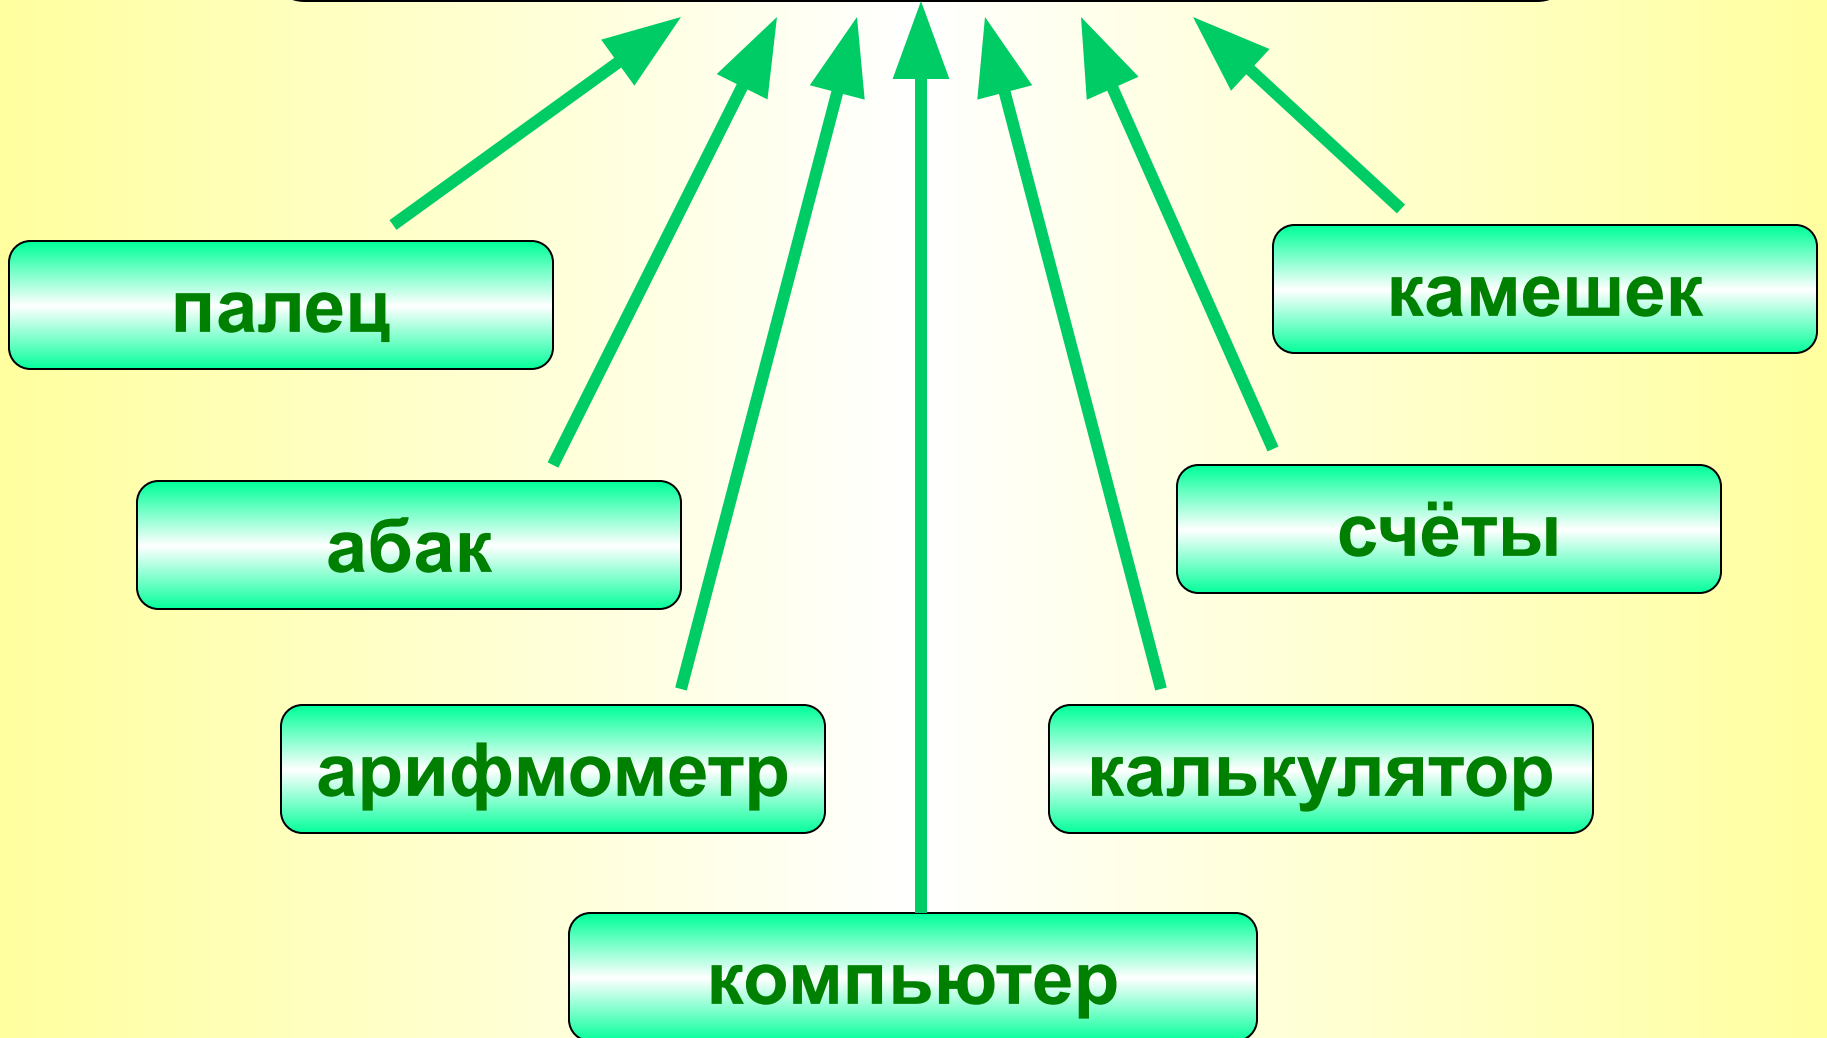 палец
камешек
абак
счёты
арифмометр
калькулятор
компьютер